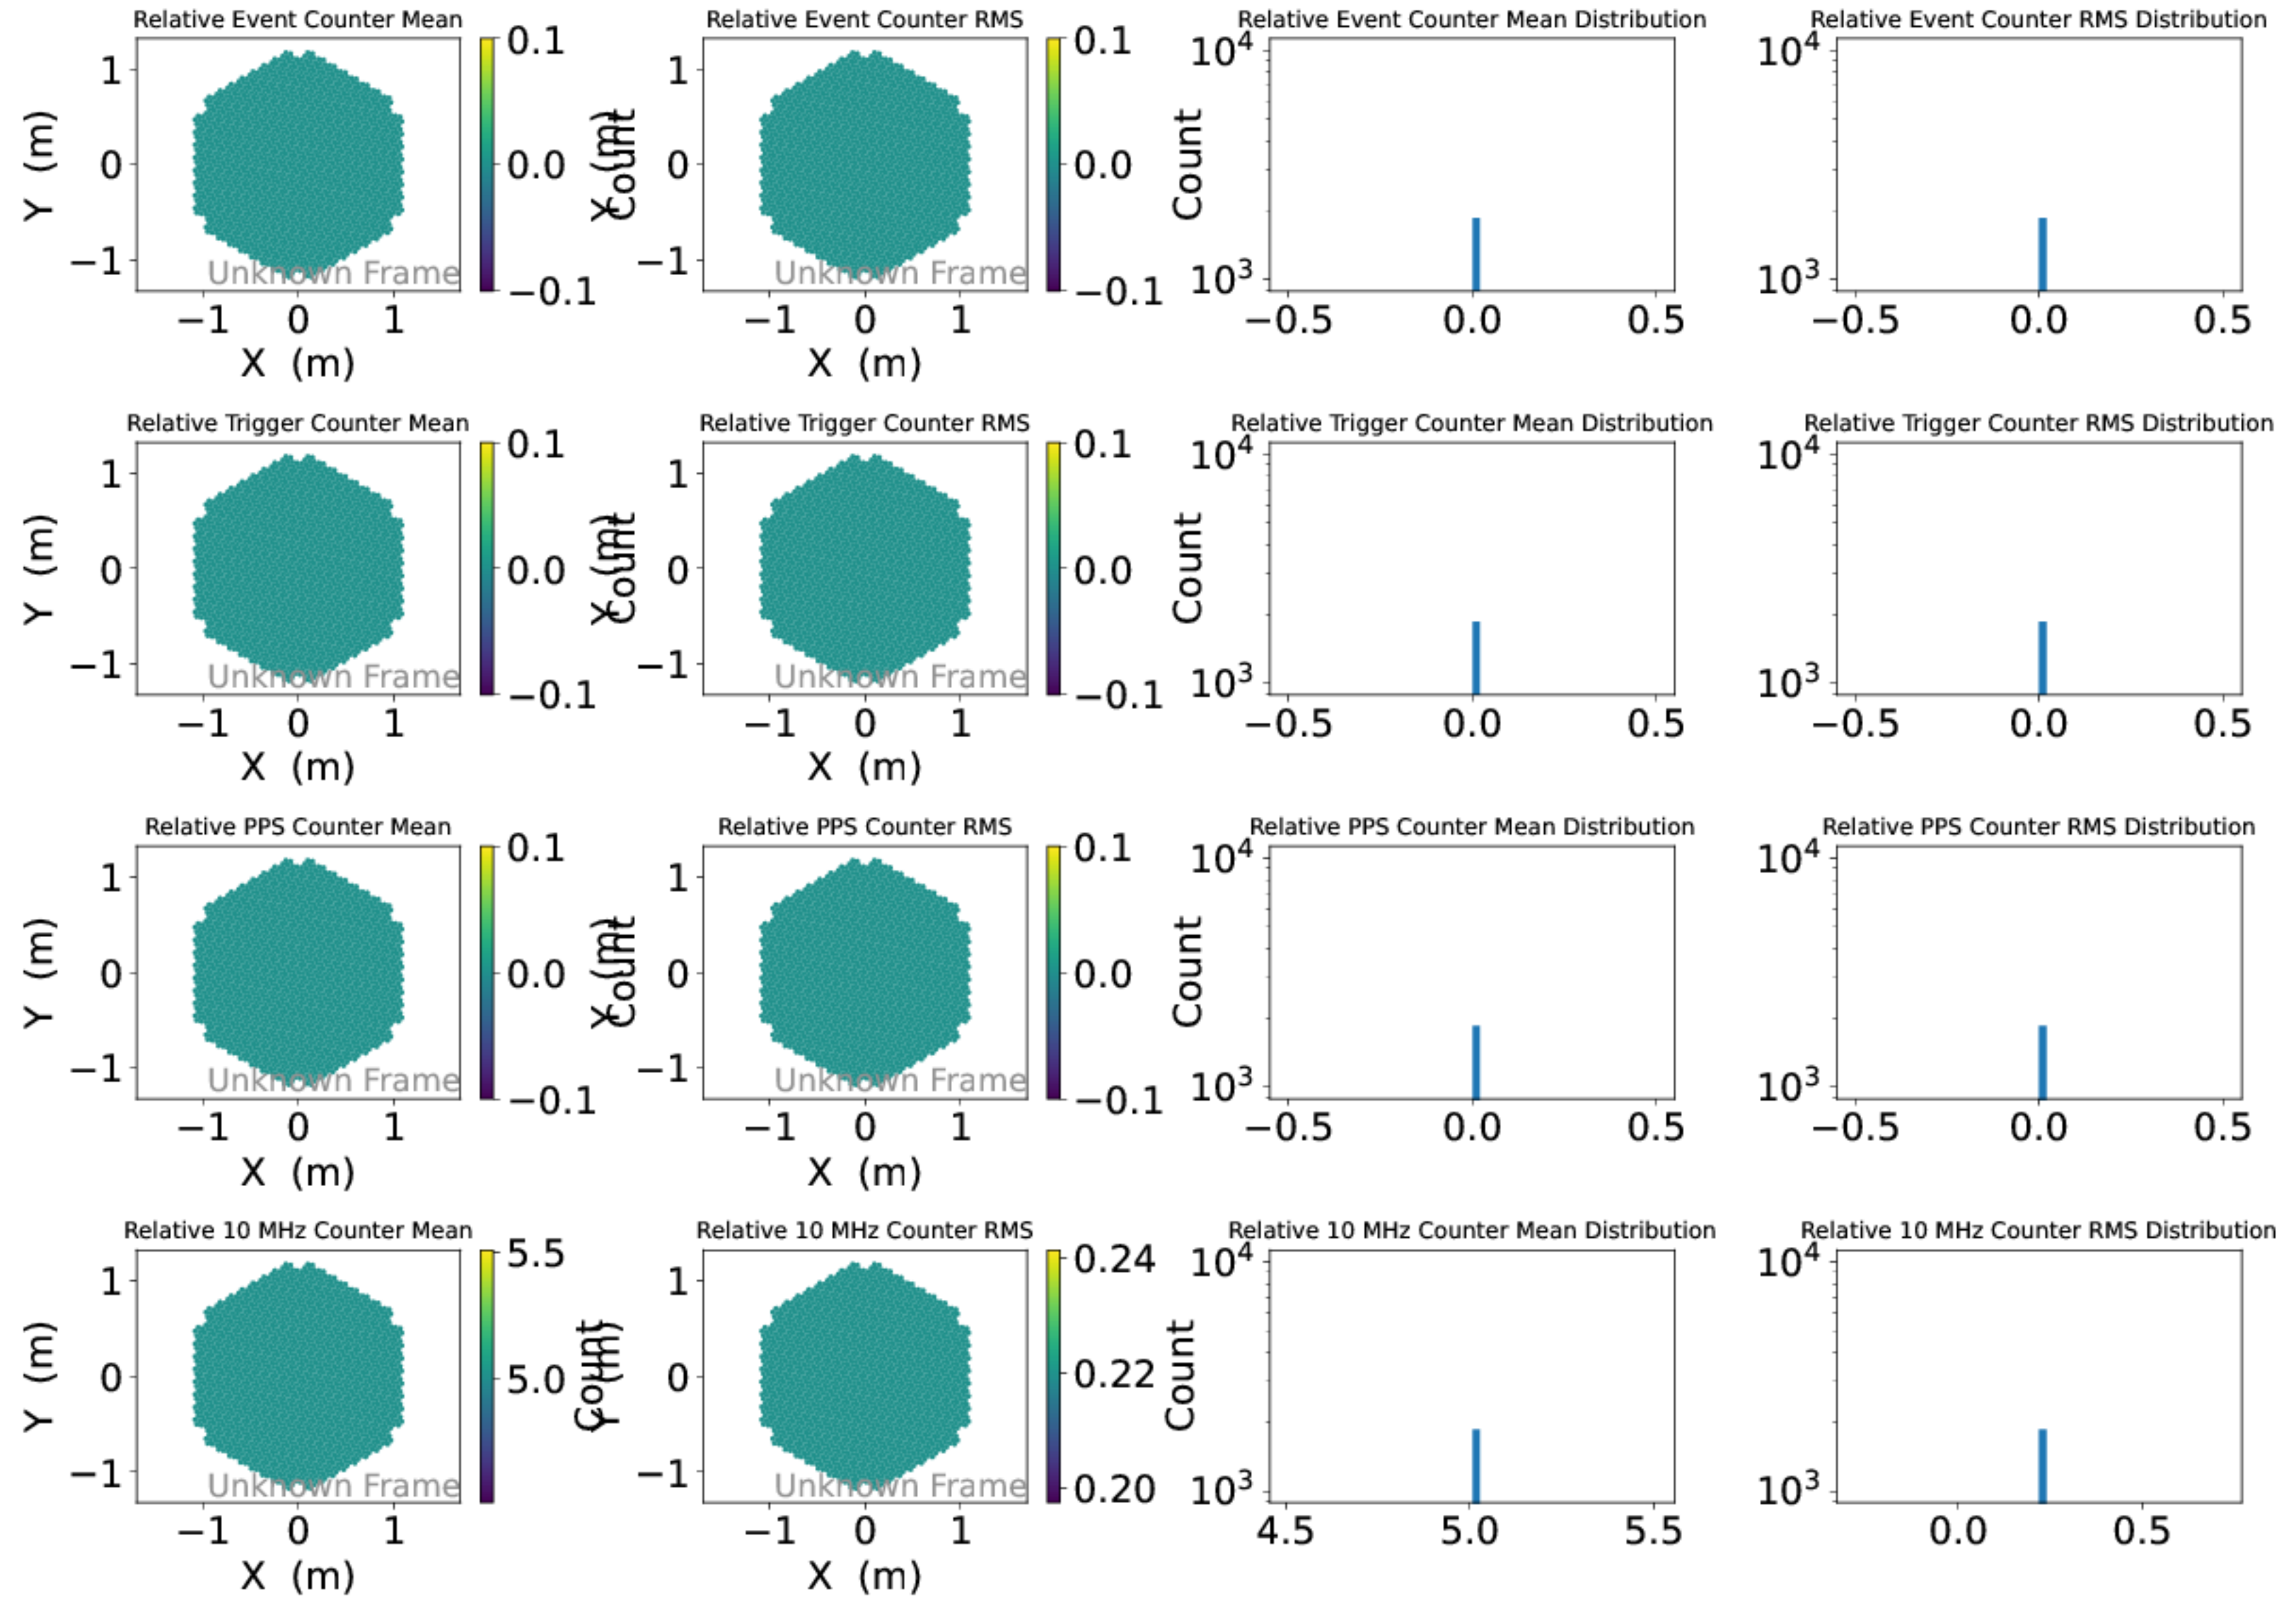 Relative Event Counter Mean
Relative Event Counter RMS
Relative Event Counter Mean Distribution
Relative Event Counter RMS Distribution
Y (m)
1
0
−1
Unknown Frame
−1 0 1
X (m)
0.1
0.0
−0.1
Y (m)
Count
1
0
−1
Unknown Frame
−1 0 1
X (m)
0.1
0.0
−0.1
Count
10⁴
10³
−0.5 0.0 0.5
10⁴
10³
−0.5 0.0 0.5
Relative Trigger Counter Mean
Relative Trigger Counter RMS
Relative Trigger Counter Mean Distribution
Relative Trigger Counter RMS Distribution
Y (m)
1
0
−1
Unknown Frame
−1 0 1
X (m)
0.1
0.0
−0.1
Y (m)
Count
1
0
−1
Unknown Frame
−1 0 1
X (m)
0.1
0.0
−0.1
Count
10⁴
10³
−0.5 0.0 0.5
10⁴
10³
−0.5 0.0 0.5
Relative PPS Counter Mean
Relative PPS Counter RMS
Relative PPS Counter Mean Distribution
Relative PPS Counter RMS Distribution
Y (m)
1
0
−1
Unknown Frame
−1 0 1
X (m)
0.1
0.0
−0.1
Y (m)
Count
1
0
−1
Unknown Frame
−1 0 1
X (m)
0.1
0.0
−0.1
Count
10⁴
10³
−0.5 0.0 0.5
10⁴
10³
−0.5 0.0 0.5
Relative 10 MHz Counter Mean
Relative 10 MHz Counter RMS
Relative 10 MHz Counter Mean Distribution
Relative 10 MHz Counter RMS Distribution
Y (m)
1
0
−1
Unknown Frame
−1 0 1
X (m)
5.5
5.0
Count
Y (m)
1
0
−1
Unknown Frame
−1 0 1
X (m)
0.24
0.22
0.20
Count
10⁴
10³
4.5 5.0 5.5
10⁴
10³
0.0 0.5